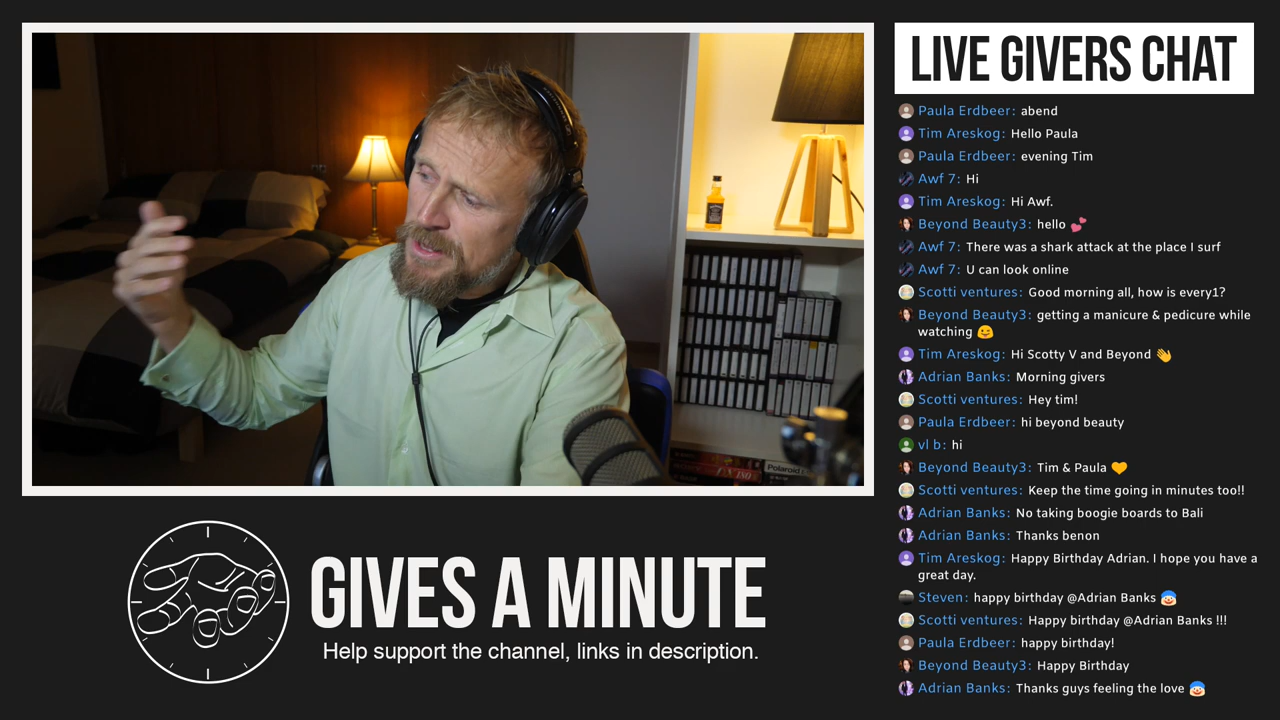 LIVE GIVERS CHAT
Paula Erdbeer: abend
Tim Areskog: Hello Paula
Paula Erdbeer: evening Tim
Awf 7: Hi
Tim Areskog: Hi Awf.
Beyond Beauty3: hello 💕
Awf 7: There was a shark attack at the place I surf
Awf 7: U can look online
Scotti ventures: Good morning all, how is every1?
Beyond Beauty3: getting a manicure & pedicure while
watching 😄
Tim Areskog: Hi Scotty V and Beyond 👋
Adrian Banks: Morning givers
Scotti ventures: Hey tim!
Paula Erdbeer: hi beyond beauty
vl b: hi
Beyond Beauty3: Tim & Paula 🧡
Scotti ventures: Keep the time going in minutes too!!
Adrian Banks: No taking boogie boards to Bali
Adrian Banks: Thanks benon
Tim Areskog: Happy Birthday Adrian. I hope you have a
great day.
Steven: happy birthday @Adrian Banks 🤡
Scotti ventures: Happy birthday @Adrian Banks !!!
Paula Erdbeer: happy birthday!
Beyond Beauty3: Happy Birthday
Adrian Banks: Thanks guys feeling the love 🤡
Polaroid
GIVES A MINUTE
Help support the channel, links in description.